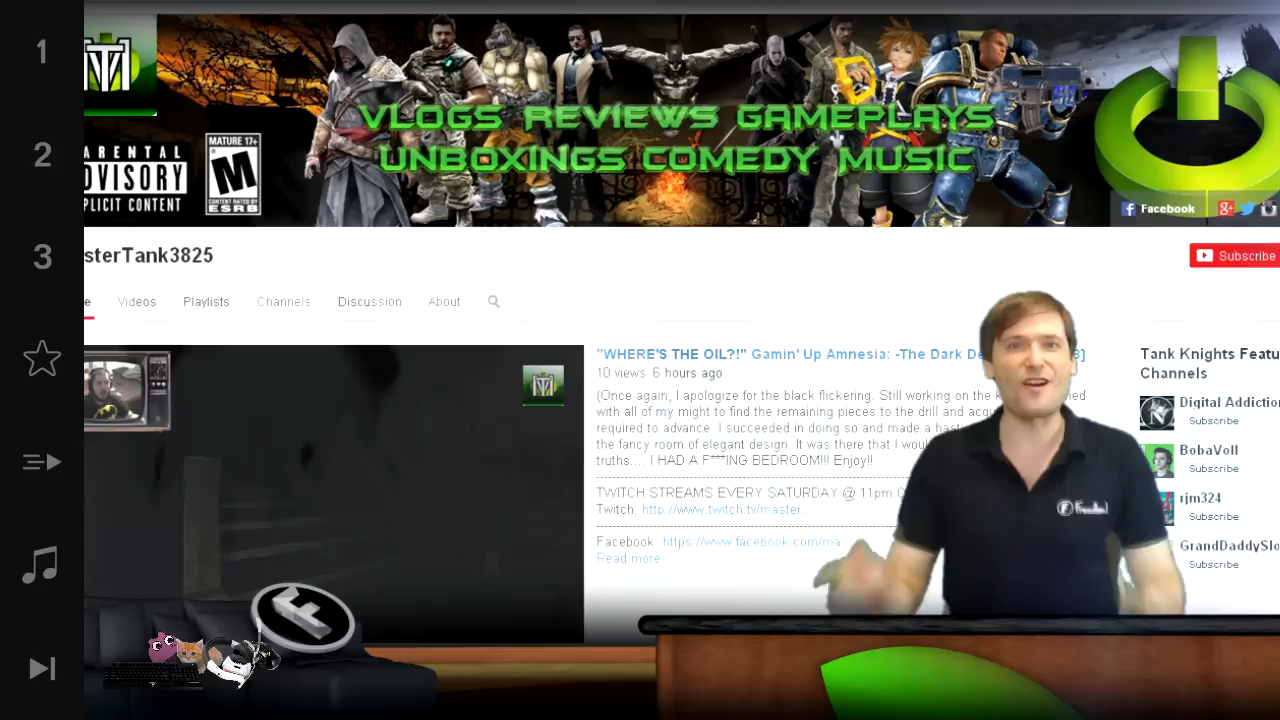 1
2
3
VLOGS REVIEWS GAMEPLAYS
UNBOXINGS COMEDY MUSIC
ARENTAL
DVISORY
PLICIT CONTENT
MATURE 17+
M
CONTENT RATED BY
ESRB
Facebook
sterTank3825
Subscribe
e Videos Playlists Channels Discussion About
"WHERE'S THE OIL?!" Gamin' Up Amnesia: -The Dark De
10 views 6 hours ago
(Once again, I apologize for the black flickering. Still working on the
with all of my might to find the remaining pieces to the drill and acqu
required to advance. I succeeded in doing so and made a has
the fancy room of elegant design. It was there that I woul
truths.... I HAD A F***ING BEDROOM!!! Enjoy!!
TWITCH STREAMS EVERY SATURDAY @ 11pm
Twitch: http://www.twitch.tv/master...
Facebook: https://www.facebook.com/ma
Read more
Tank Knights Featu
Channels
Digital Addictio
Subscribe
BobaVoll
Subscribe
rjm324
Subscribe
GrandDaddySlo
Subscribe
Freedom!